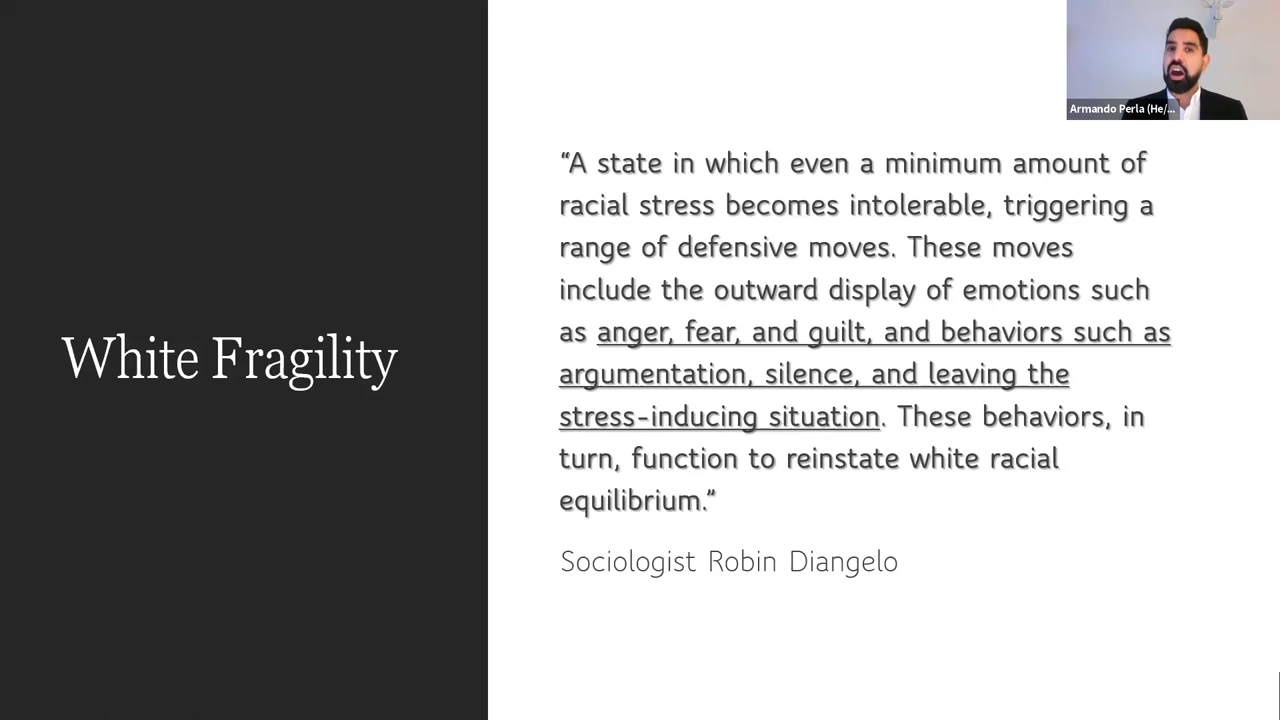 Armando Perla (He/...
White Fragility
“A state in which even a minimum amount of
racial stress becomes intolerable, triggering a
range of defensive moves. These moves
include the outward display of emotions such
as anger, fear, and guilt, and behaviors such as
argumentation, silence, and leaving the
stress-inducing situation. These behaviors, in
turn, function to reinstate white racial
equilibrium.”
Sociologist Robin Diangelo